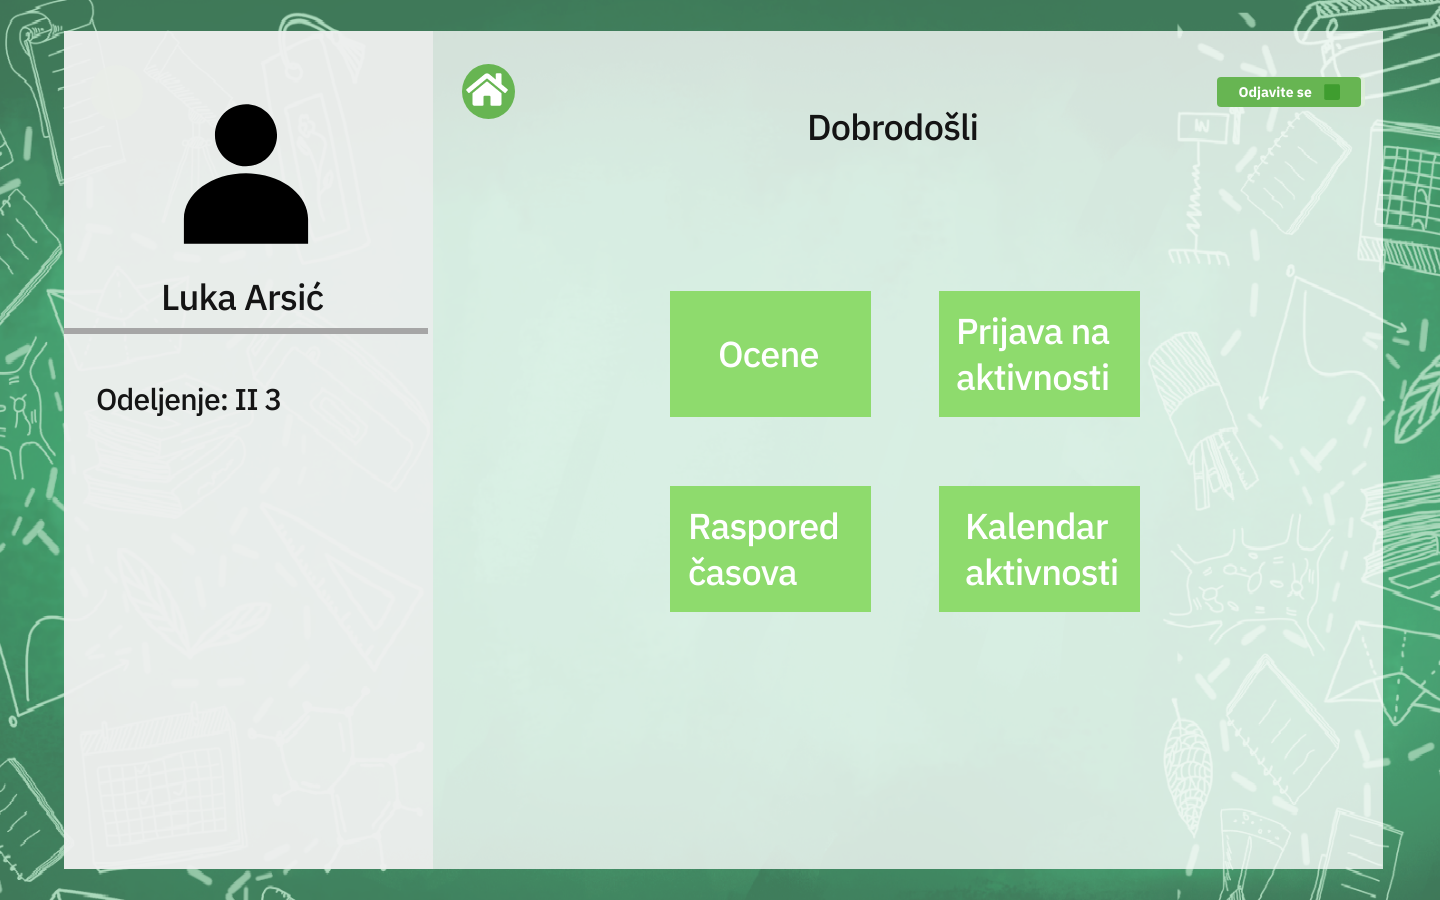 Luka Arsić
Odeljenje: II 3
Odjavite se
Dobrodošli
Ocene
Prijava na
aktivnosti
Raspored
časova
Kalendar
aktivnosti